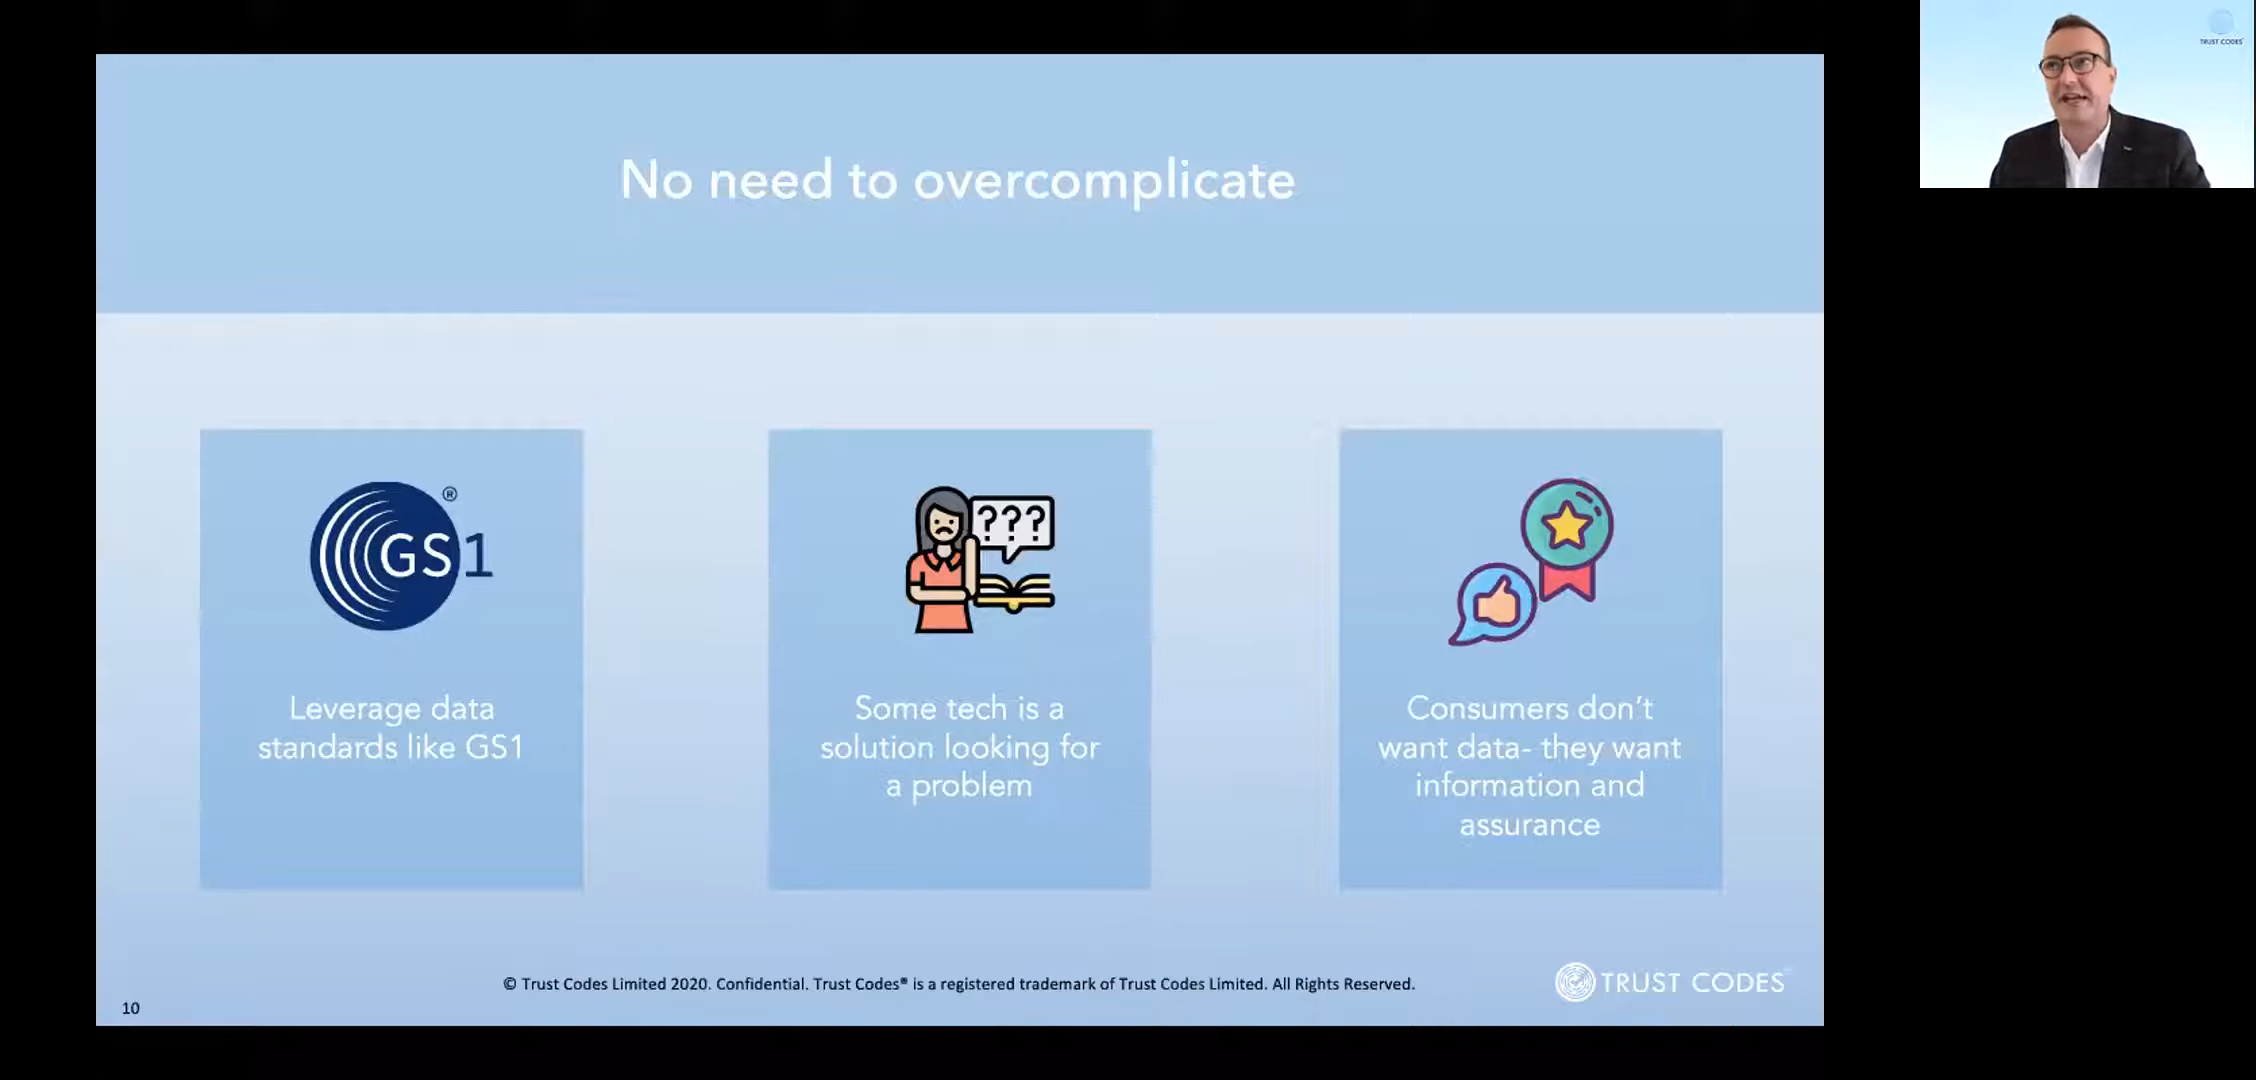 TRUST CODES
No need to overcomplicate
GS1®
Leverage data
standards like GS1
???
Some tech is a
solution looking for
a problem
Consumers don't
want data- they want
information and
assurance
© Trust Codes Limited 2020. Confidential. Trust Codes® is a registered trademark of Trust Codes Limited. All Rights Reserved.
TRUST CODES
10